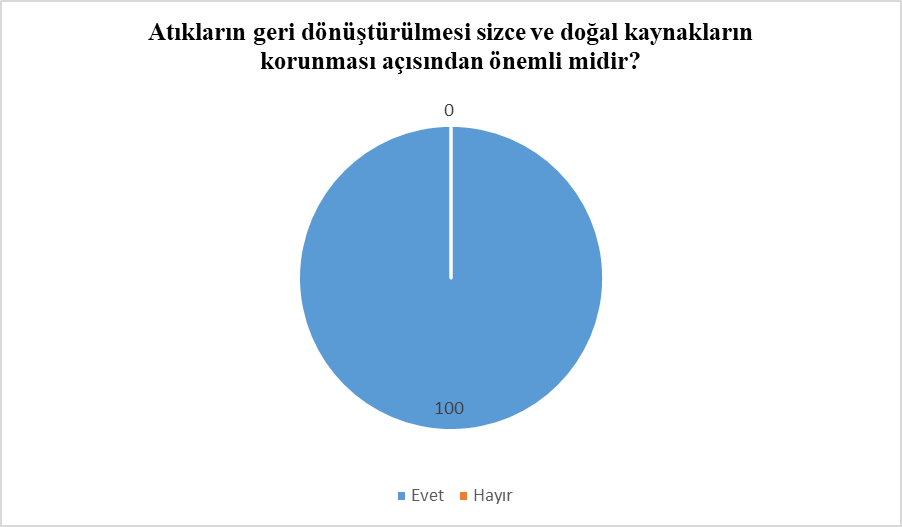 Atıkların geri dönüştürülmesi sizce ve doğal kaynakların
korunması açısından önemli midir?
0
100
Evet Hayır